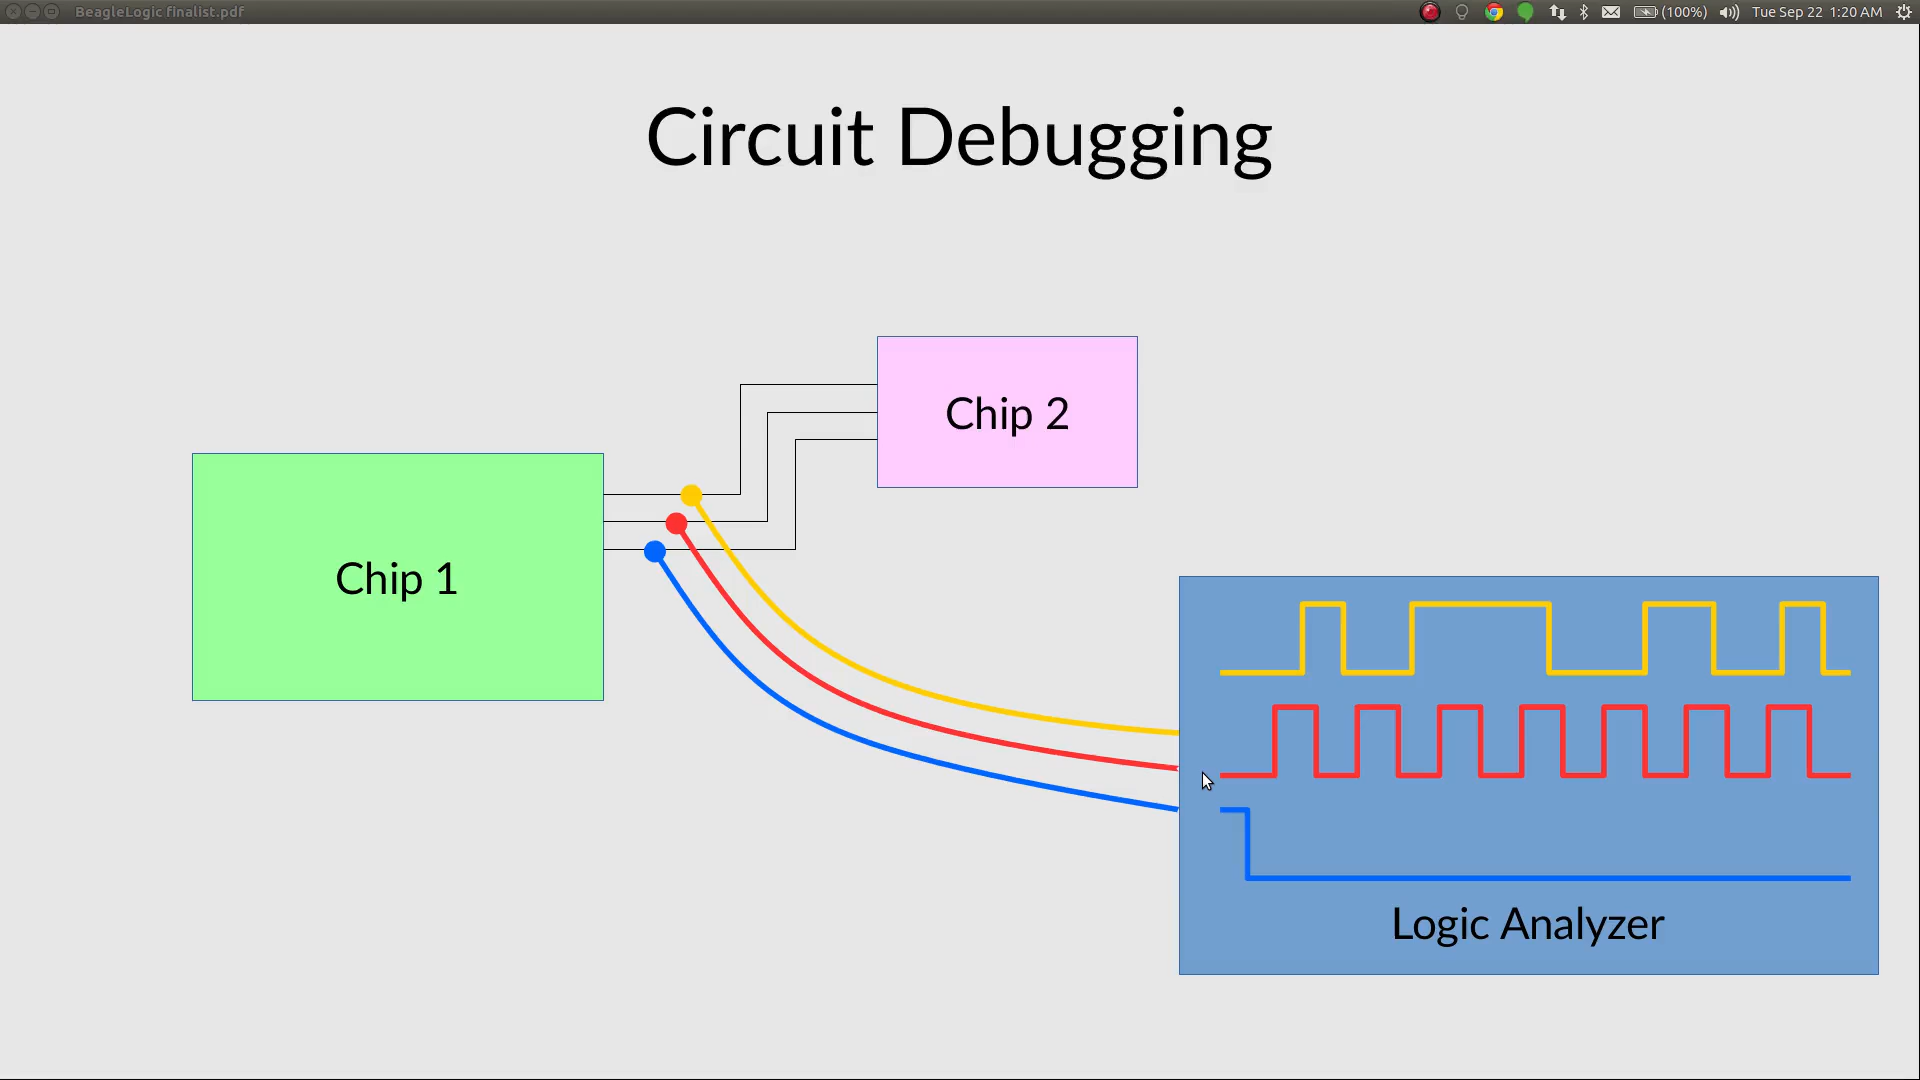 BeagleLogic finalist.pdf
(100%) Tue Sep 22 1:20 AM
Circuit Debugging
Chip 2
Chip 1
Logic Analyzer